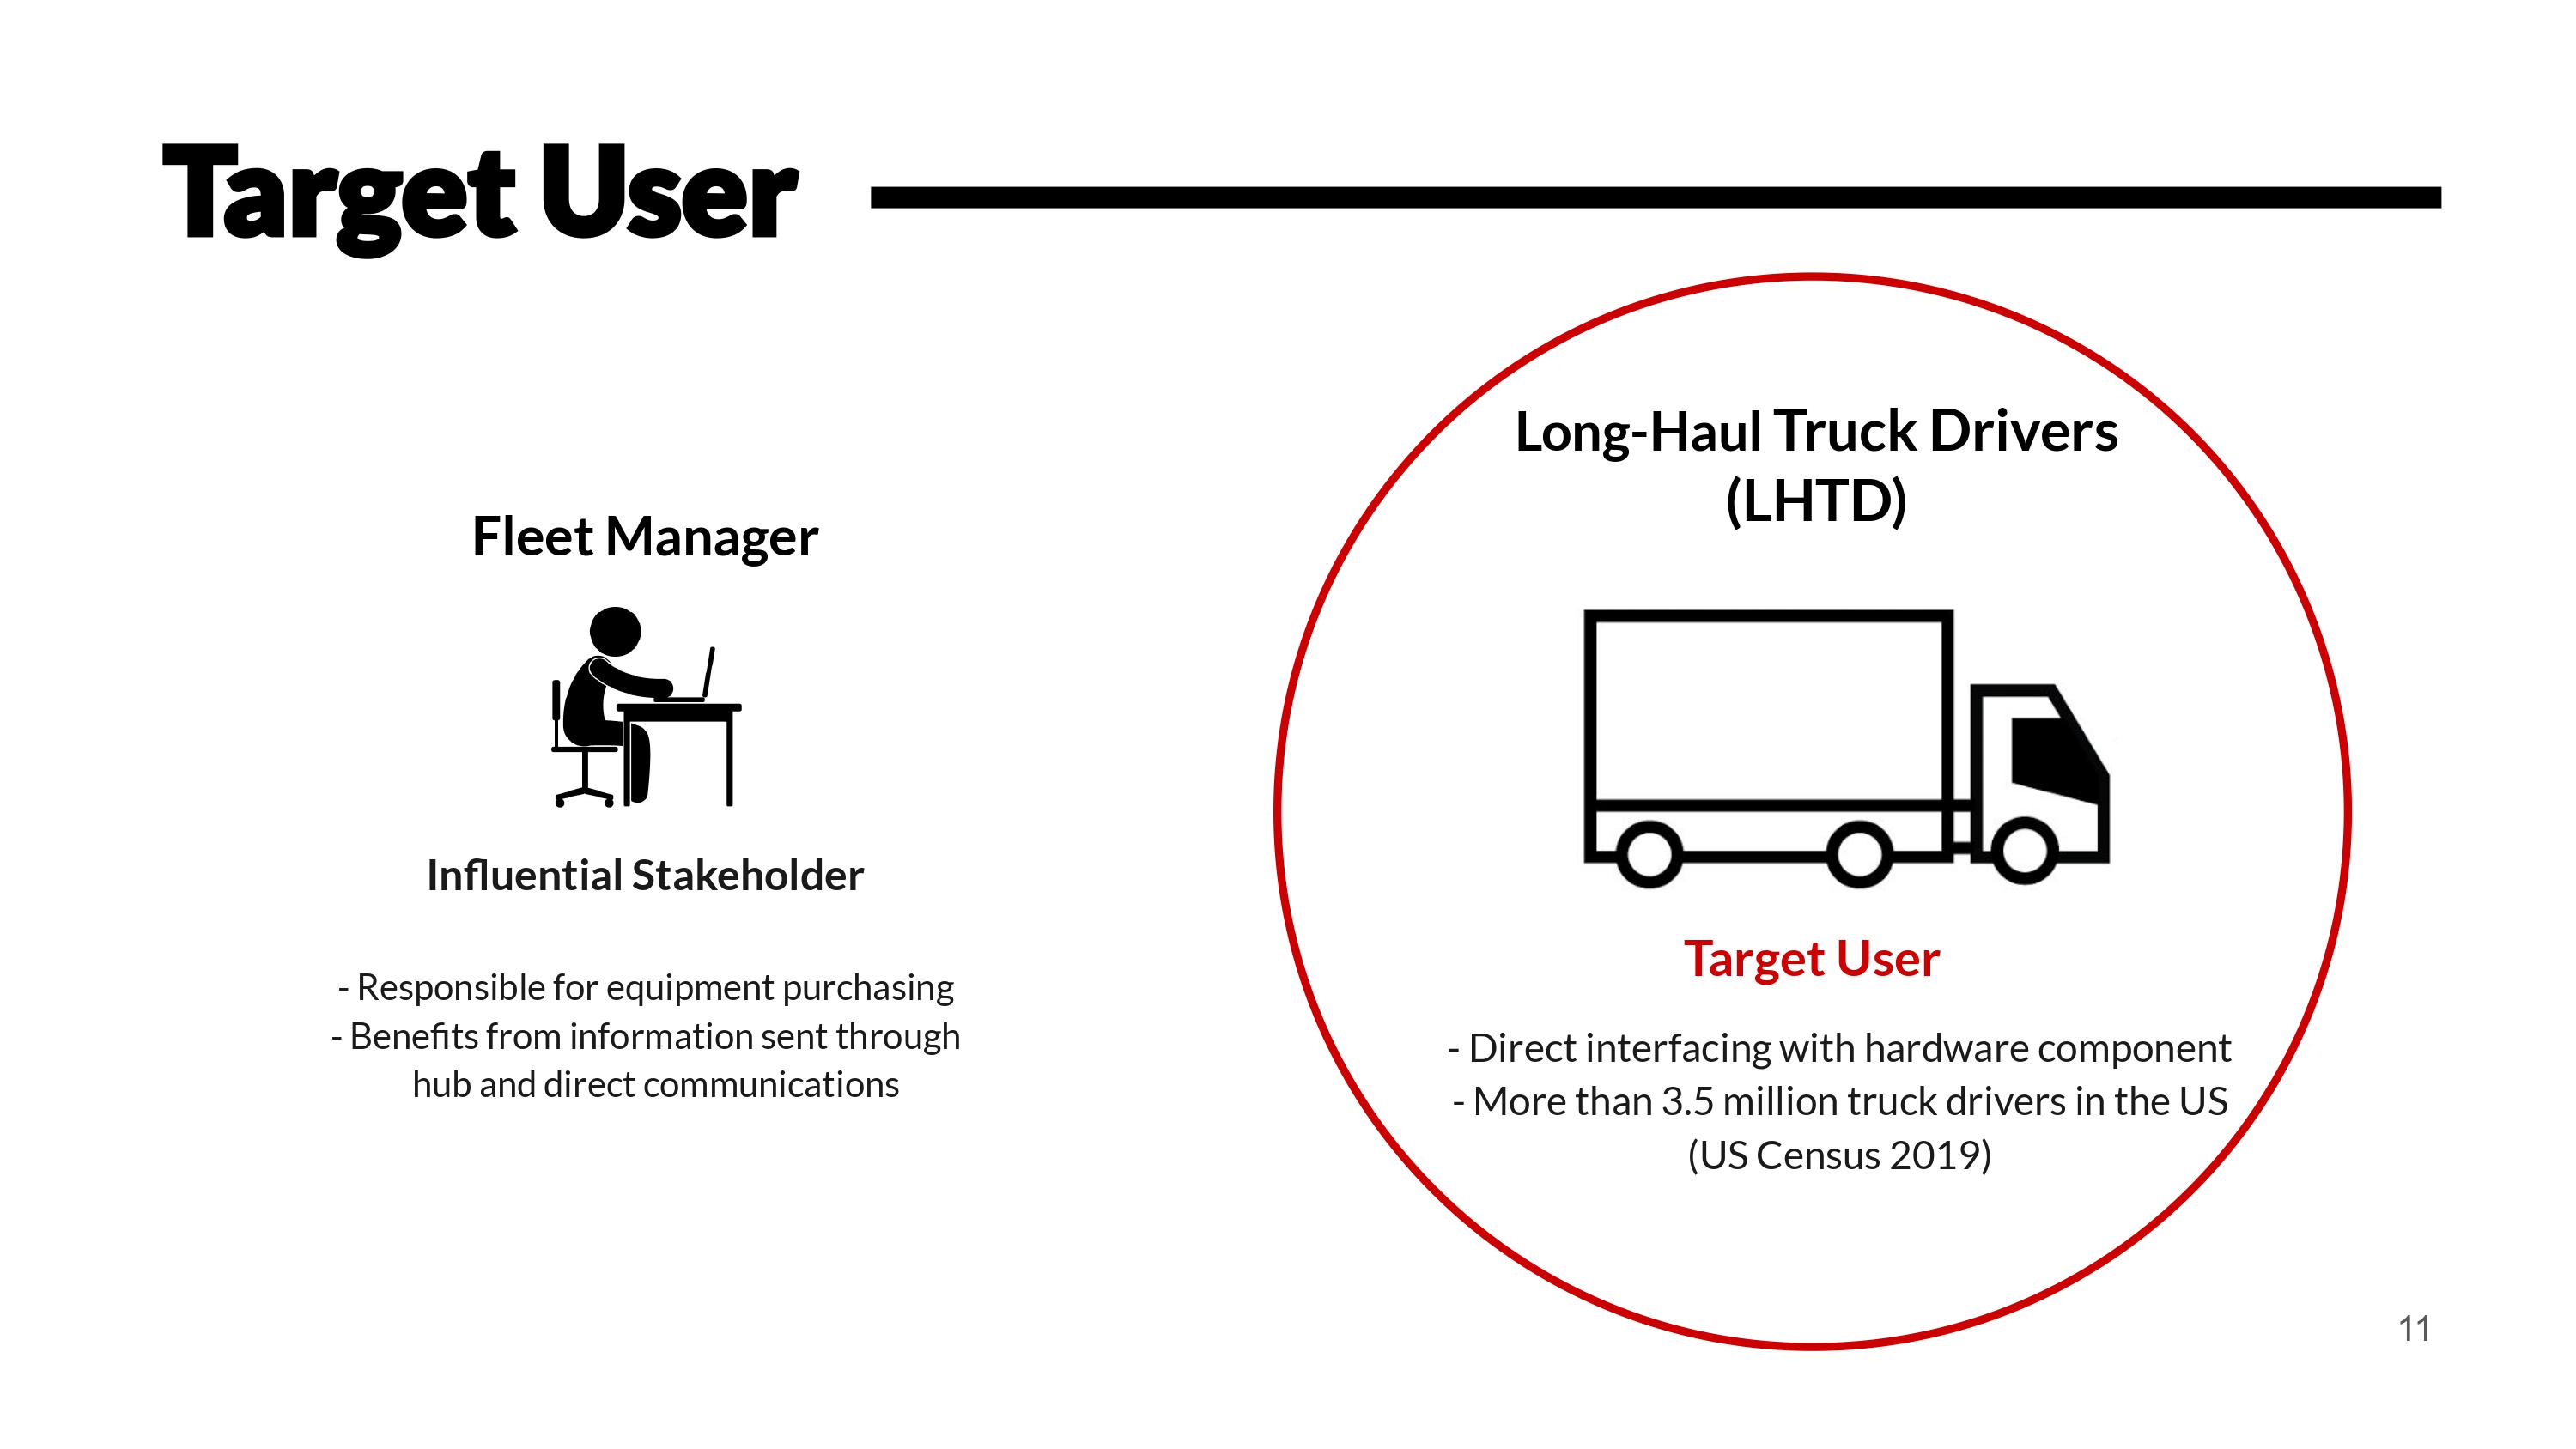 Target User
Fleet Manager
Influential Stakeholder
- Responsible for equipment purchasing
- Benefits from information sent through
hub and direct communications
Long-Haul Truck Drivers
(LHTD)
Target User
- Direct interfacing with hardware component
- More than 3.5 million truck drivers in the US
(US Census 2019)
11